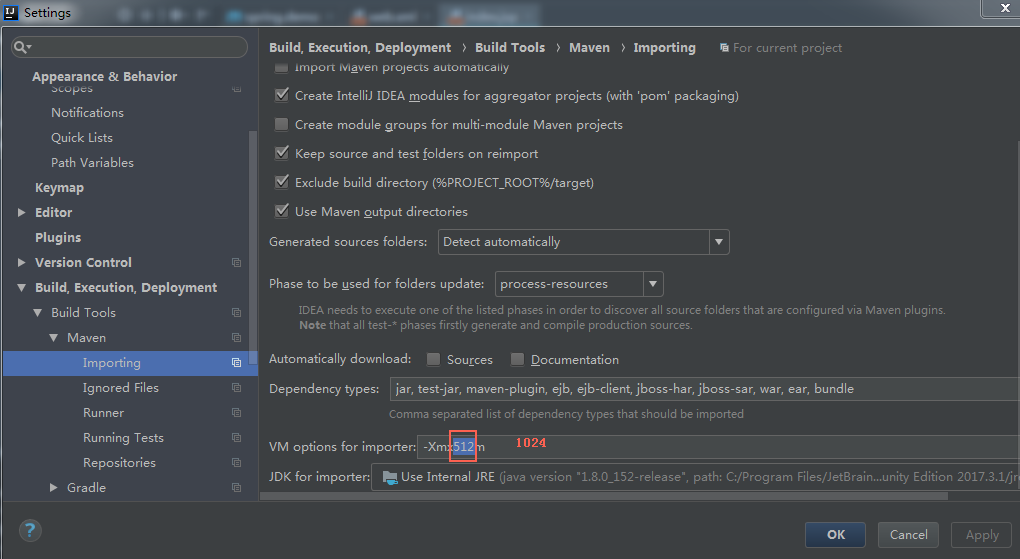 IJ Settings
Build, Execution, Deployment › Build Tools › Maven › Importing For current project
Appearance & Behavior
Scopes
Notifications
Quick Lists
Path Variables
Keymap
Editor
Plugins
Version Control
Build, Execution, Deployment
Build Tools
Maven
Importing
Ignored Files
Runner
Running Tests
Repositories
Gradle
Import Maven projects automatically
Create IntelliJ IDEA modules for aggregator projects (with 'pom' packaging)
Create module groups for multi-module Maven projects
Keep source and test folders on reimport
Exclude build directory (%PROJECT_ROOT%/target)
Use Maven output directories
Generated sources folders: Detect automatically
Phase to be used for folders update: process-resources
IDEA needs to execute one of the listed phases in order to discover all source folders that are configured via Maven plugins.
Note that all test-* phases firstly generate and compile production sources.
Automatically download: Sources Documentation
Dependency types: jar, test-jar, maven-plugin, ejb, ejb-client, jboss-har, jboss-sar, war, ear, bundle
Comma separated list of dependency types that should be imported
VM options for importer: -Xmx512m 1024
JDK for importer: Use Internal JRE (java version "1.8.0_152-release", path: C:/Program Files/JetBrain...unity Edition 2017.3.1/jre
? OK Cancel Apply